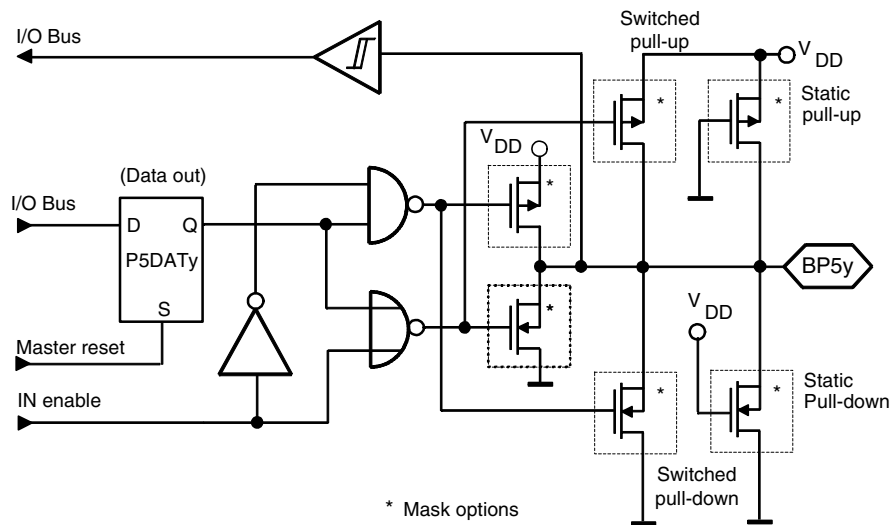 I/O Bus
Switched
pull-up
V
DD
*
*
Static
pull-up
V
DD
*
(Data out)
I/O Bus
D
Q
P5DATy
BP5y
S
*
V
DD
Master reset
*
*
Static
Pull-down
IN enable
Switched
pull-down
* Mask options